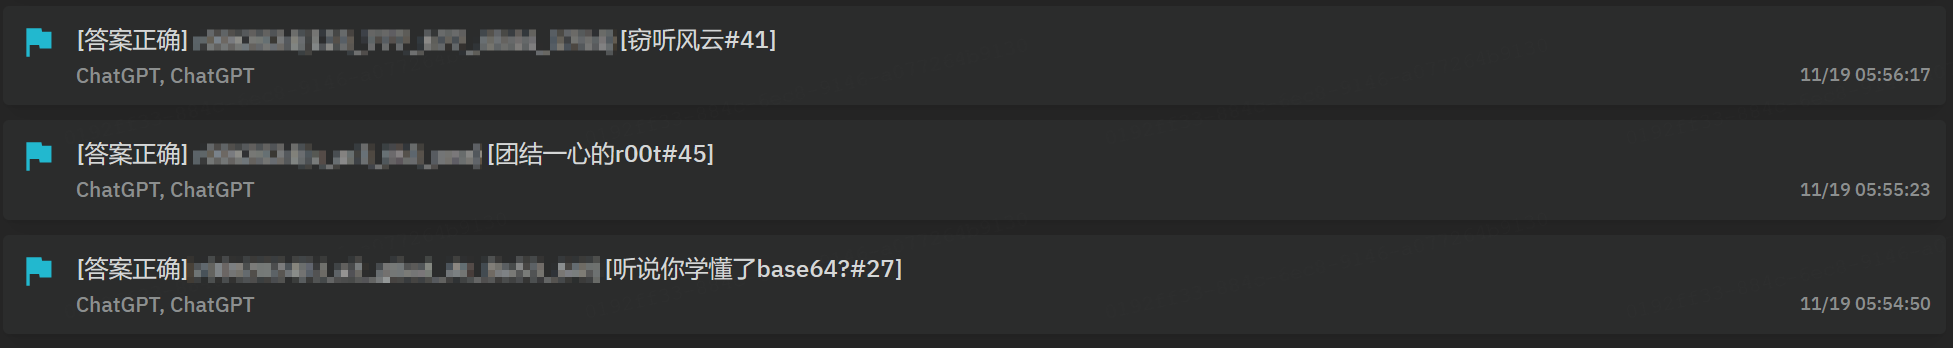 [答案正确] [窃听风云#41]
ChatGPT, ChatGPT
11/19 05:56:17
[答案正确] [团结一心的r00t#45]
ChatGPT, ChatGPT
11/19 05:55:23
[答案正确] [听说你学懂了base64?#27]
ChatGPT, ChatGPT
11/19 05:54:50